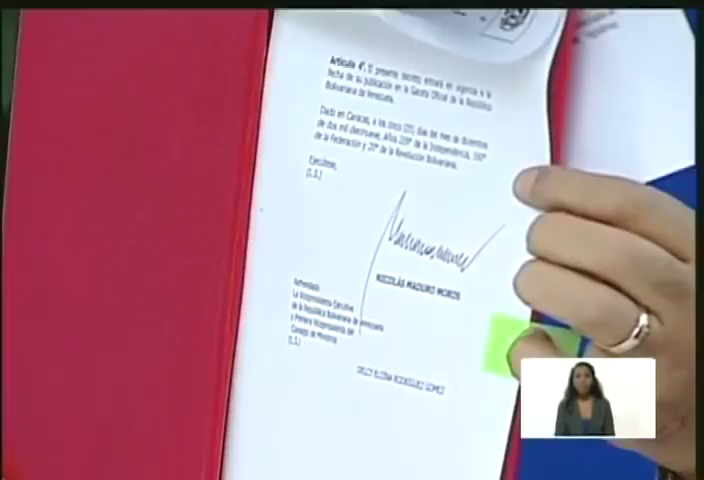 Artículo 4°. El presente decreto entrará en vigencia a la
fecha de su publicación en la Gaceta Oficial de la República
Bolivariana de Venezuela.
Dado en Caracas, a los cinco (05) días del mes de diciembre
de dos mil diecinueve. Años 209° de la Independencia, 160°
de la Federación y 20° de la Revolución Bolivariana.
Ejecútese,
(L.S.)
NICOLÁS MADURO MOROS
Refrendado
La Vicepresidenta Ejecutiva
de la República Bolivariana de Venezuela
y Primera Vicepresidenta del
Consejo de Ministros
(L.S.)
DELCY ELOÍNA RODRÍGUEZ GÓMEZ